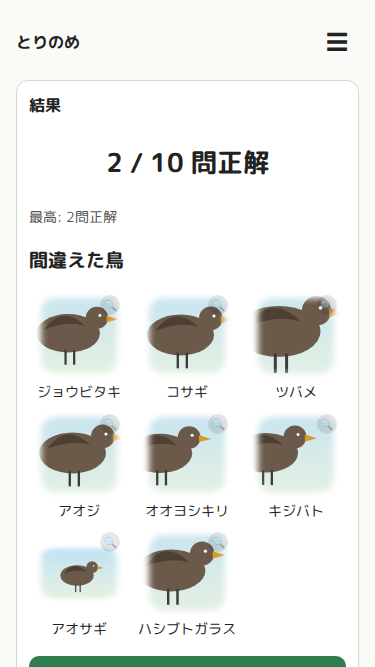 とりのめ
結果
2 / 10 問正解
最高: 2問正解
間違えた鳥
ジョウビタキ
コサギ
ツバメ
アオジ
オオヨシキリ
キジバト
アオサギ
ハシブトガラス